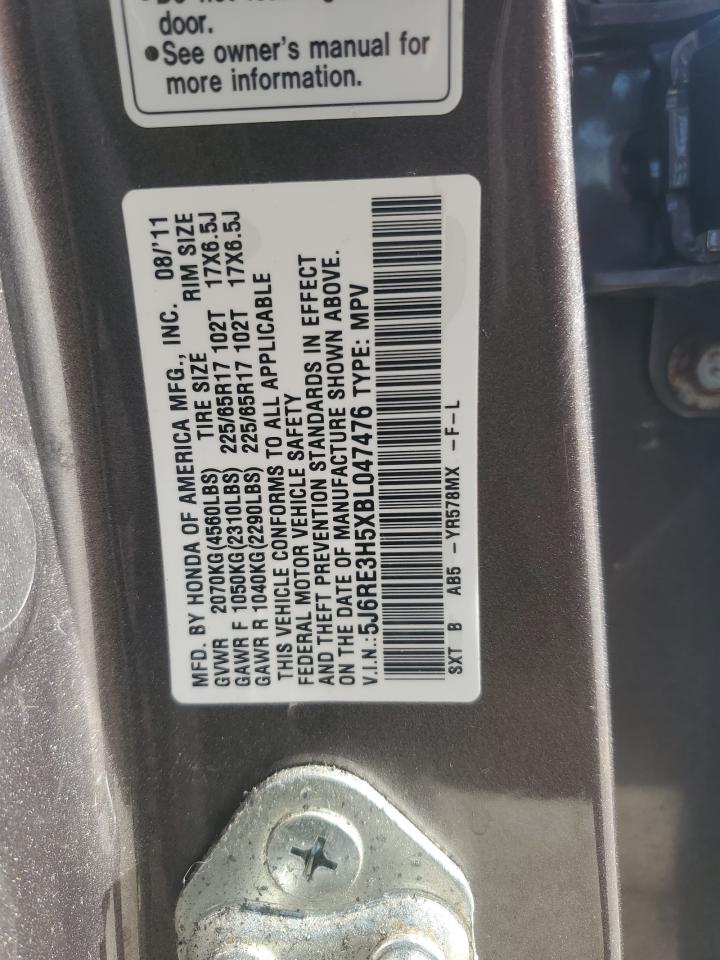 door.
●See owner's manual for
more information.
MFD. BY HONDA OF AMERICA MFG., INC. 08/'11
GVWR 2070KG(4560LBS) TIRE SIZE RIM SIZE
GAWR F 1050KG(2310LBS) 225/65R17 102T 17X6.5J
GAWR R 1040KG(2290LBS) 225/65R17 102T 17X6.5J
THIS VEHICLE CONFORMS TO ALL APPLICABLE
FEDERAL MOTOR VEHICLE SAFETY
AND THEFT PREVENTION STANDARDS IN EFFECT
ON THE DATE OF MANUFACTURE SHOWN ABOVE.
V.I.N.:5J6RE3H5XBL047476 TYPE: MPV
SXT B AB5 -YR578MX -F-L